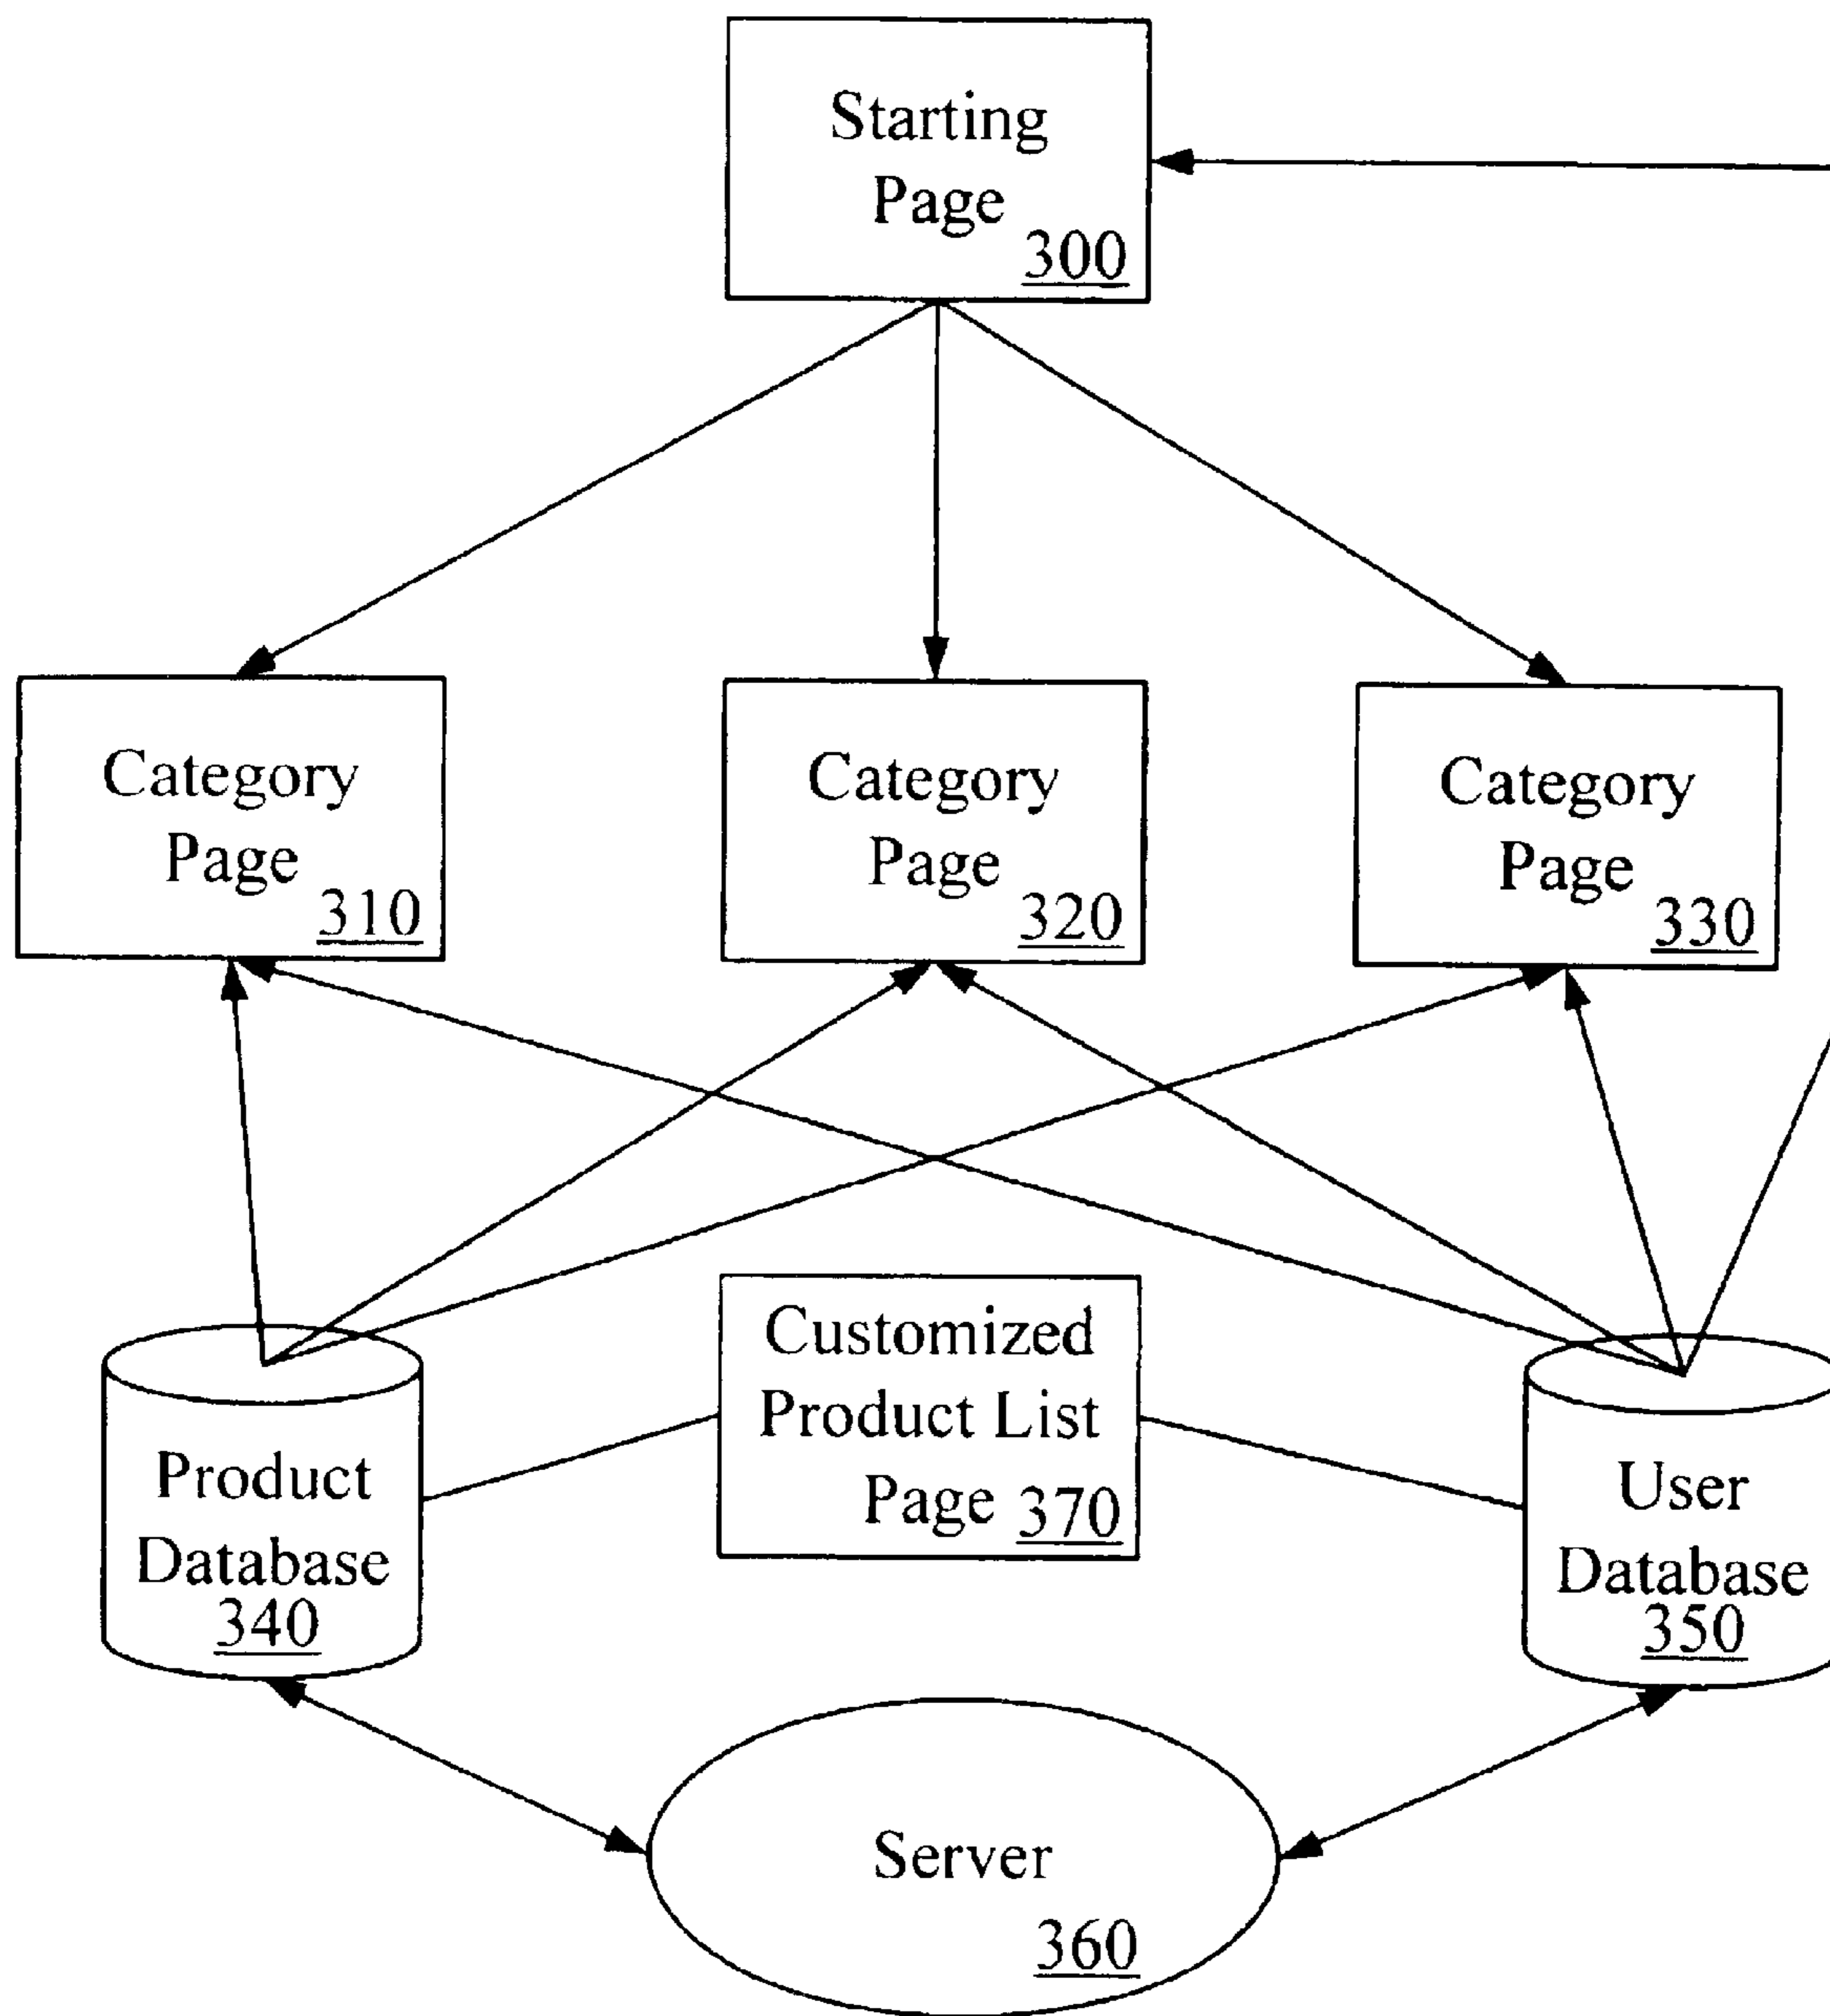 Starting
Page
300
Category
Page
310
Category
Page
320
Category
Page
330
Customized
Product List
Page 370
Product
Database
340
User
Database
350
Server
360